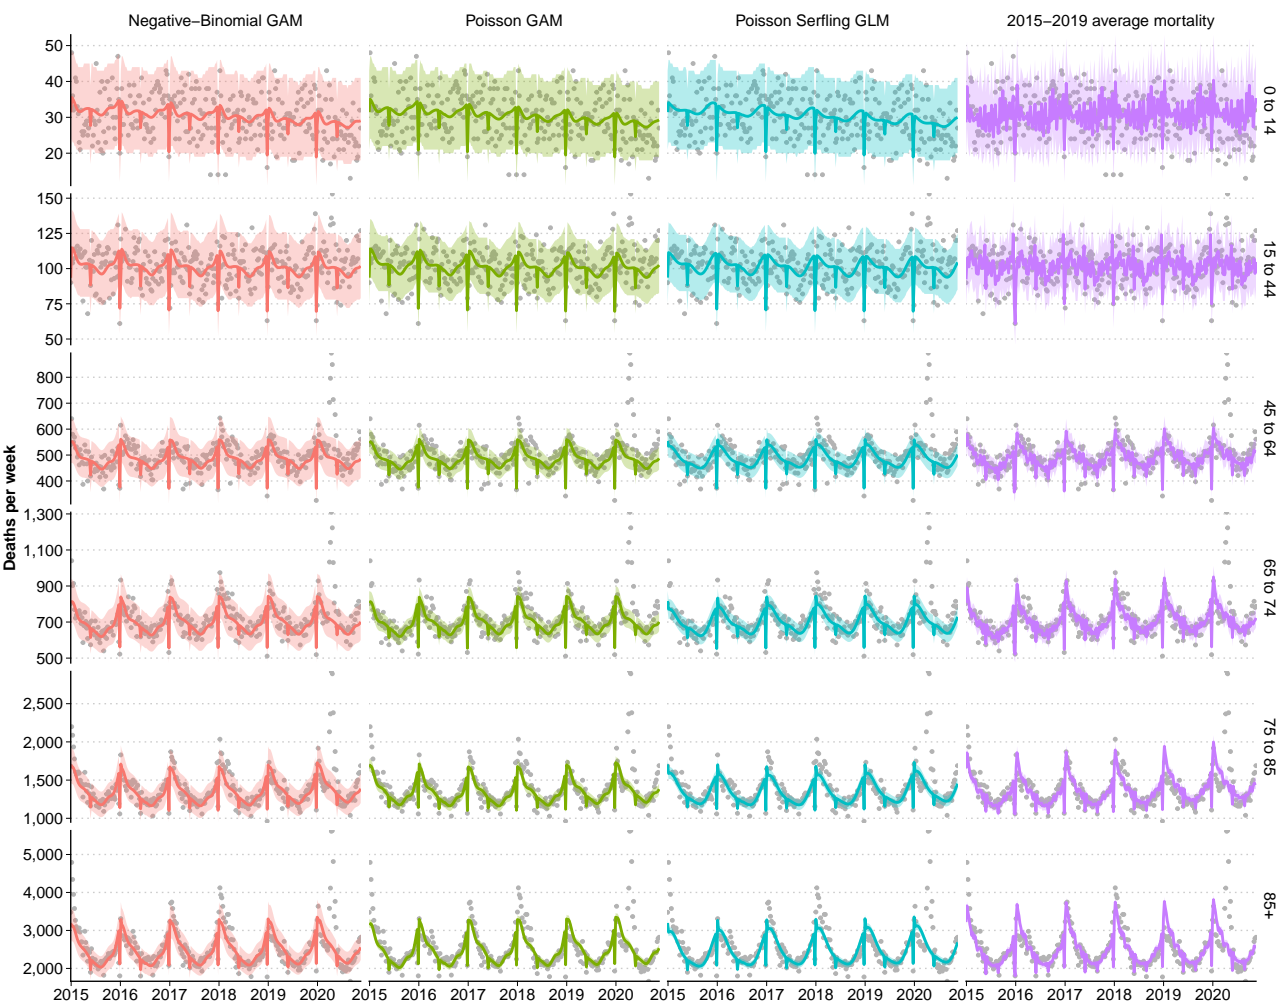 Negative−Binomial GAM
Poisson GAM
Poisson Serfling GLM
2015−2019 average mortality
50
40
30
20
0 to 14
150
125
100
75
50
15 to 44
800
700
600
500
400
45 to 64
Deaths per week
1,300
1,100
900
700
500
65 to 74
2,500
2,000
1,500
1,000
75 to 85
5,000
4,000
3,000
2,000
85+
2015 2016 2017 2018 2019 2020
2015 2016 2017 2018 2019 2020
2015 2016 2017 2018 2019 2020
2015 2016 2017 2018 2019 2020